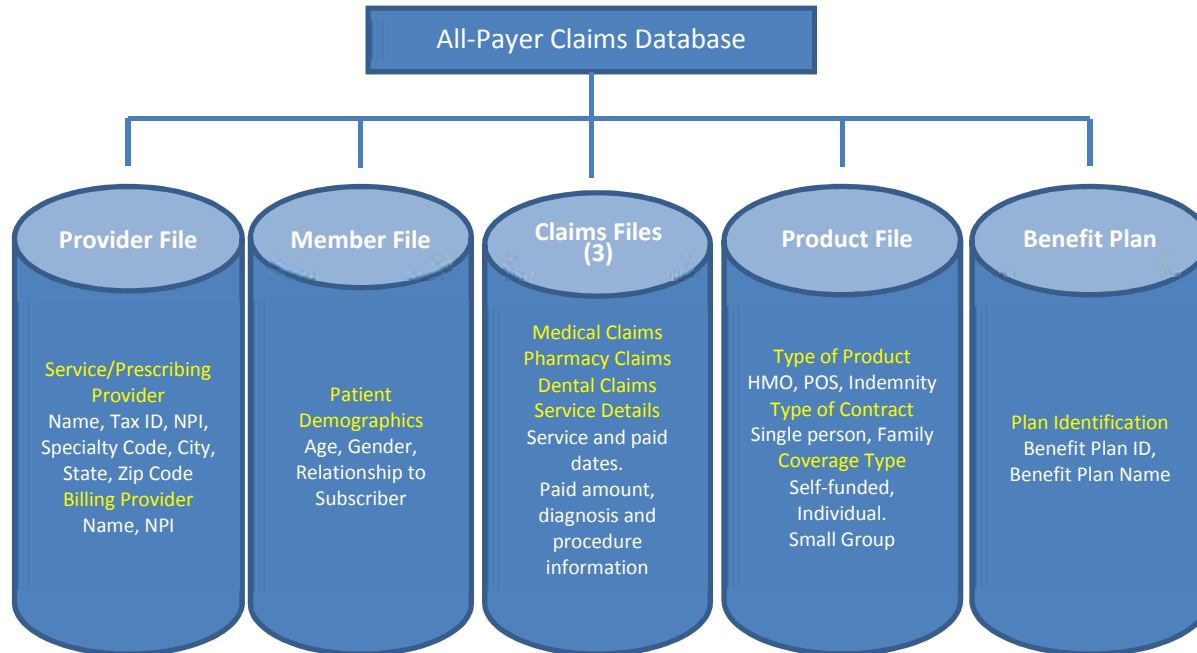 All-Payer Claims Database
Provider File
Service/Prescribing
Provider
Name, Tax ID, NPI,
Specialty Code, City,
State, Zip Code
Billing Provider
Name, NPI
Member File
Patient
Demographics
Age, Gender,
Relationship to
Subscriber
Claims Files
(3)
Medical Claims
Pharmacy Claims
Dental Claims
Service Details
Service and paid
dates.
Paid amount,
diagnosis and
procedure
information
Product File
Type of Product
HMO, POS, Indemnity
Type of Contract
Single person, Family
Coverage Type
Self-funded,
Individual.
Small Group
Benefit Plan
Plan Identification
Benefit Plan ID,
Benefit Plan Name